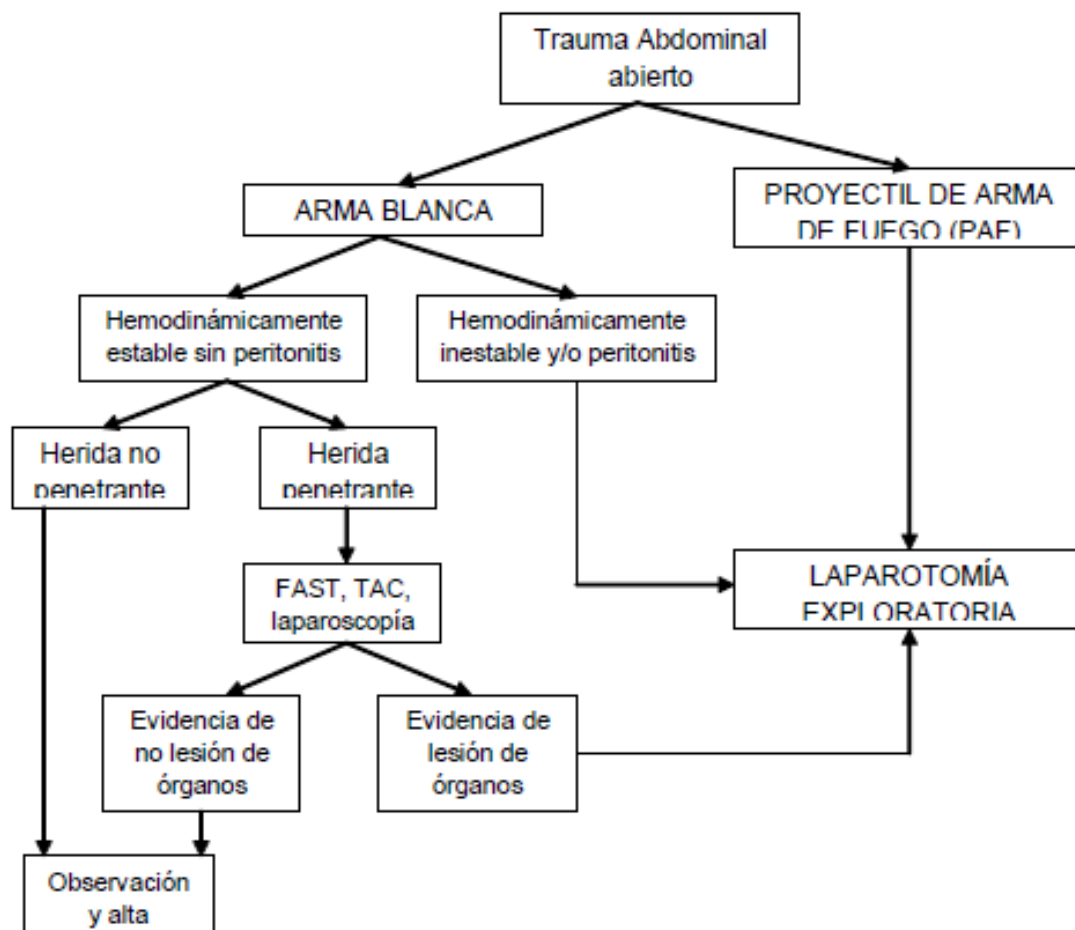 Trauma Abdominal
abierto
ARMA BLANCA
PROYECTIL DE ARMA
DE FUEGO (PAF)
Hemodinámicamente
estable sin peritonitis
Hemodinámicamente
inestable y/o peritonitis
Herida no
penetrante
Herida
penetrante
FAST, TAC,
laparoscopía
LAPAROTOMÍA
EXPLORATORIA
Evidencia de
no lesión de
órganos
Evidencia de
lesión de
órganos
Observación
y alta